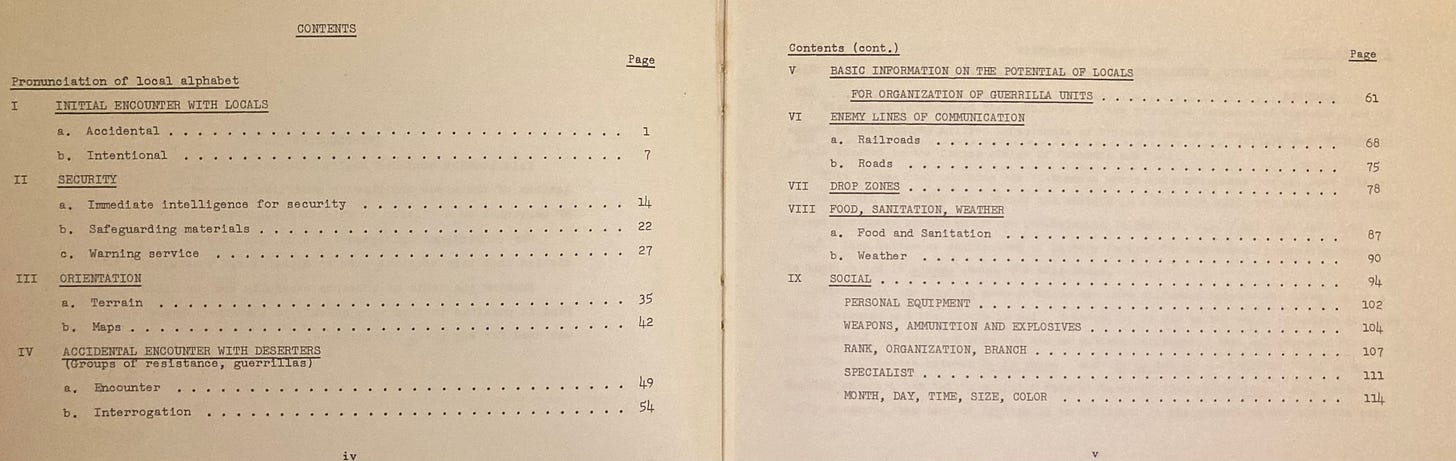 CONTENTS
Page
Pronunciation of local alphabet
I INITIAL ENCOUNTER WITH LOCALS
a. Accidental . . . . . . . . . . . . . . . . . . . . . . . . . . . . . . . . . . . . . . 1
b. Intentional . . . . . . . . . . . . . . . . . . . . . . . . . . . . . . . . . . . . . 7
II SECURITY
a. Immediate intelligence for security . . . . . . . . . . . . . . . . . . . . . . . 14
b. Safeguarding materials . . . . . . . . . . . . . . . . . . . . . . . . . . . . . . 22
c. Warning service . . . . . . . . . . . . . . . . . . . . . . . . . . . . . . . . . . 27
III ORIENTATION
a. Terrain . . . . . . . . . . . . . . . . . . . . . . . . . . . . . . . . . . . . . . 35
b. Maps . . . . . . . . . . . . . . . . . . . . . . . . . . . . . . . . . . . . . . . . 42
IV ACCIDENTAL ENCOUNTER WITH DESERTERS
(Groups of resistance, guerrillas)
a. Encounter . . . . . . . . . . . . . . . . . . . . . . . . . . . . . . . . . . . . . 49
b. Interrogation . . . . . . . . . . . . . . . . . . . . . . . . . . . . . . . . . . . 54
iv
Contents (cont.)
Page
V BASIC INFORMATION ON THE POTENTIAL OF LOCALS
FOR ORGANIZATION OF GUERRILLA UNITS . . . . . . . . . . . . . . . . . . . . 61
VI ENEMY LINES OF COMMUNICATION
a. Railroads . . . . . . . . . . . . . . . . . . . . . . . . . . . . . . . . . 68
b. Roads . . . . . . . . . . . . . . . . . . . . . . . . . . . . . . . . . . . 75
VII DROP ZONES . . . . . . . . . . . . . . . . . . . . . . . . . . . . . . . . . . . 78
VIII FOOD, SANITATION, WEATHER
a. Food and Sanitation . . . . . . . . . . . . . . . . . . . . . . . . . . . . 87
b. Weather . . . . . . . . . . . . . . . . . . . . . . . . . . . . . . . . . . 90
IX SOCIAL . . . . . . . . . . . . . . . . . . . . . . . . . . . . . . . . . . . . . 94
PERSONAL EQUIPMENT . . . . . . . . . . . . . . . . . . . . . . . . . . . . . 102
WEAPONS, AMMUNITION AND EXPLOSIVES . . . . . . . . . . . . . . . . . . . . . 104
RANK, ORGANIZATION, BRANCH . . . . . . . . . . . . . . . . . . . . . . . . . 107
SPECIALIST . . . . . . . . . . . . . . . . . . . . . . . . . . . . . . . . . . 111
MONTH, DAY, TIME, SIZE, COLOR . . . . . . . . . . . . . . . . . . . . . . . . 114
v